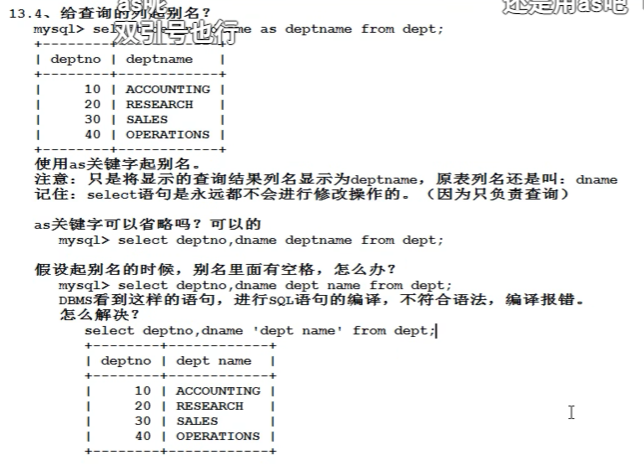 as呢
还是用as吧
双引号也行
13.4、给查询的列起别名？
mysql> select deptno,dname as deptname from dept;
+--------+------------+
| deptno | deptname   |
+--------+------------+
|     10 | ACCOUNTING |
|     20 | RESEARCH   |
|     30 | SALES      |
|     40 | OPERATIONS |
+--------+------------+
使用as关键字起别名。
注意：只是将显示的查询结果列名显示为deptname，原表列名还是叫：dname
记住：select语句是永远都不会进行修改操作的。（因为只负责查询）
as关键字可以省略吗？可以的
mysql> select deptno,dname deptname from dept;
假设起别名的时候，别名里面有空格，怎么办？
mysql> select deptno,dname dept name from dept;
DBMS看到这样的语句，进行SQL语句的编译，不符合语法，编译报错。
怎么解决？
select deptno,dname 'dept name' from dept;
+--------+------------+
| deptno | dept name  |
+--------+------------+
|     10 | ACCOUNTING |
|     20 | RESEARCH   |
|     30 | SALES      |
|     40 | OPERATIONS |
+--------+------------+